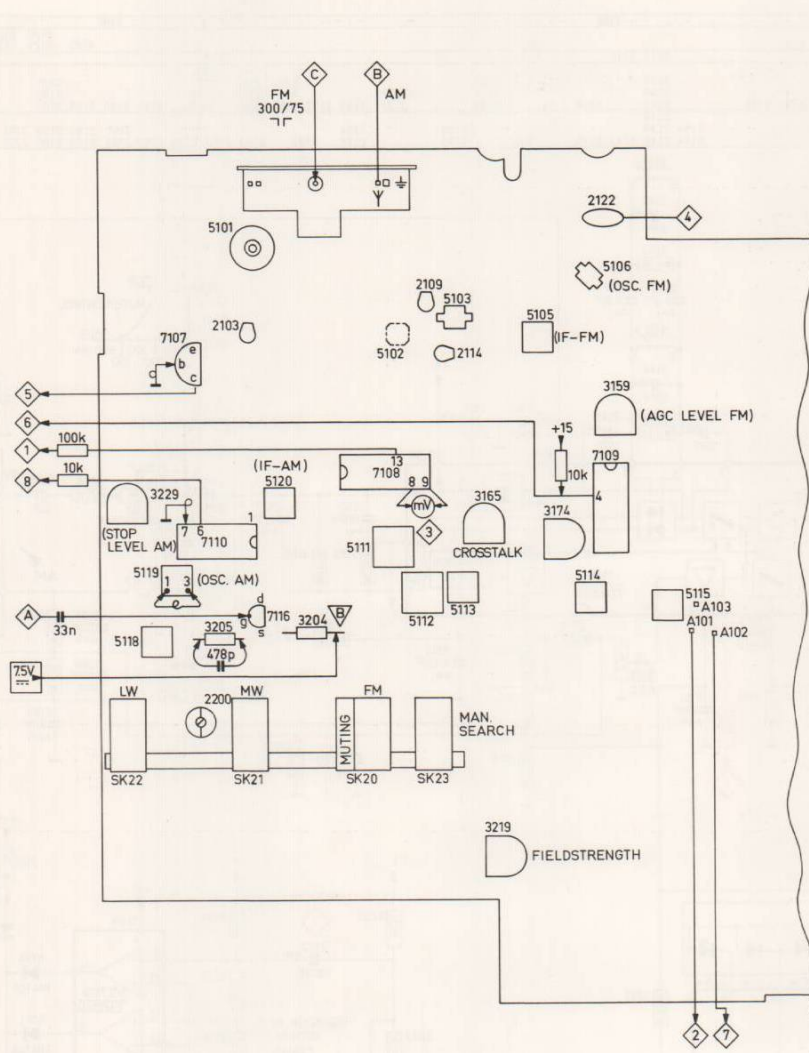 C
B
FM
300/75
AM
2122
4
5101
5106
(OSC. FM)
2109
5103
5105
(IF-FM)
7107
2103
5102
2114
e
b
c
5
6
1
100k
8
10k
3159
(AGC LEVEL FM)
+15
10k
7109
4
13
7108
8 9
mV
3
(IF-AM)
5120
3229
(STOP
LEVEL AM)
7 6
1
7110
3165
CROSSTALK
3174
5111
5119
1 3
(OSC. AM)
e
5112
5113
5114
5115
A103
A101
A102
A
33n
d
g
s
7116
B
3204
3205
478p
5118
7.5V
LW
2200
MW
FM
MUTING
MAN.
SEARCH
SK22
SK21
SK20
SK23
3219
FIELDSTRENGTH
2
7